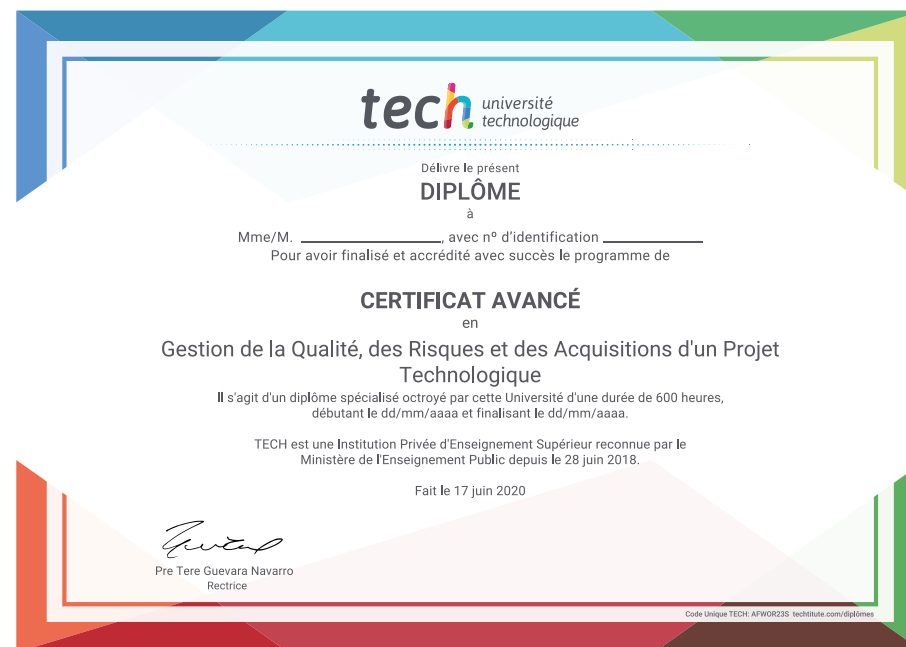 tech université
technologique
Délivre le présent
DIPLÔME
à
Mme/M. ____________________, avec nº d'identification ______________
Pour avoir finalisé et accrédité avec succès le programme de
CERTIFICAT AVANCÉ
en
Gestion de la Qualité, des Risques et des Acquisitions d'un Projet
Technologique
Il s'agit d'un diplôme spécialisé octroyé par cette Université d'une durée de 600 heures,
débutant le dd/mm/aaaa et finalisant le dd/mm/aaaa.
TECH est une Institution Privée d'Enseignement Supérieur reconnue par le
Ministère de l'Enseignement Public depuis le 28 juin 2018.
Fait le 17 juin 2020
Pre Tere Guevara Navarro
Rectrice
Code Unique TECH: AFWOR23S techtitute.com/diplômes